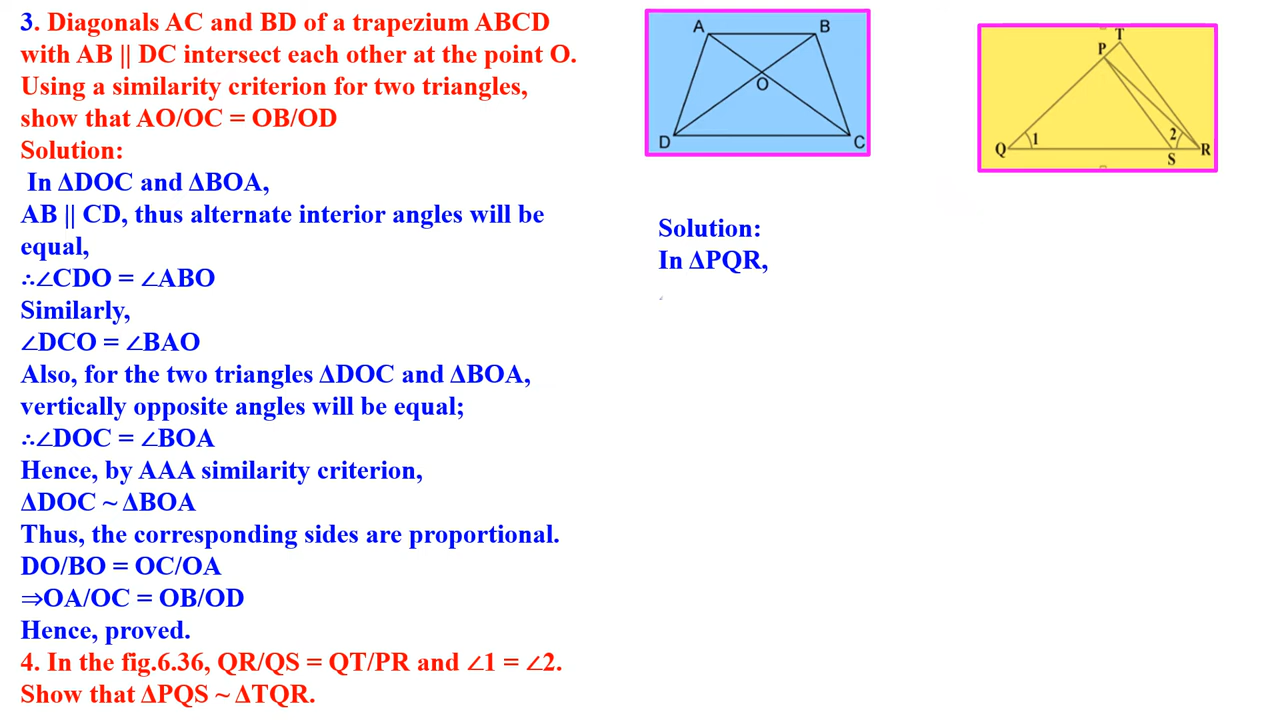 3. Diagonals AC and BD of a trapezium ABCD
with AB || DC intersect each other at the point O.
Using a similarity criterion for two triangles,
show that AO/OC = OB/OD
Solution:
In ΔDOC and ΔBOA,
AB || CD, thus alternate interior angles will be
equal,
∴∠CDO = ∠ABO
Similarly,
∠DCO = ∠BAO
Also, for the two triangles ΔDOC and ΔBOA,
vertically opposite angles will be equal;
∴∠DOC = ∠BOA
Hence, by AAA similarity criterion,
ΔDOC ~ ΔBOA
Thus, the corresponding sides are proportional.
DO/BO = OC/OA
⇒OA/OC = OB/OD
Hence, proved.
4. In the fig.6.36, QR/QS = QT/PR and ∠1 = ∠2.
Show that ΔPQS ~ ΔTQR.
A B
O
D C
T
P
1 2
Q S R
Solution:
In ΔPQR,